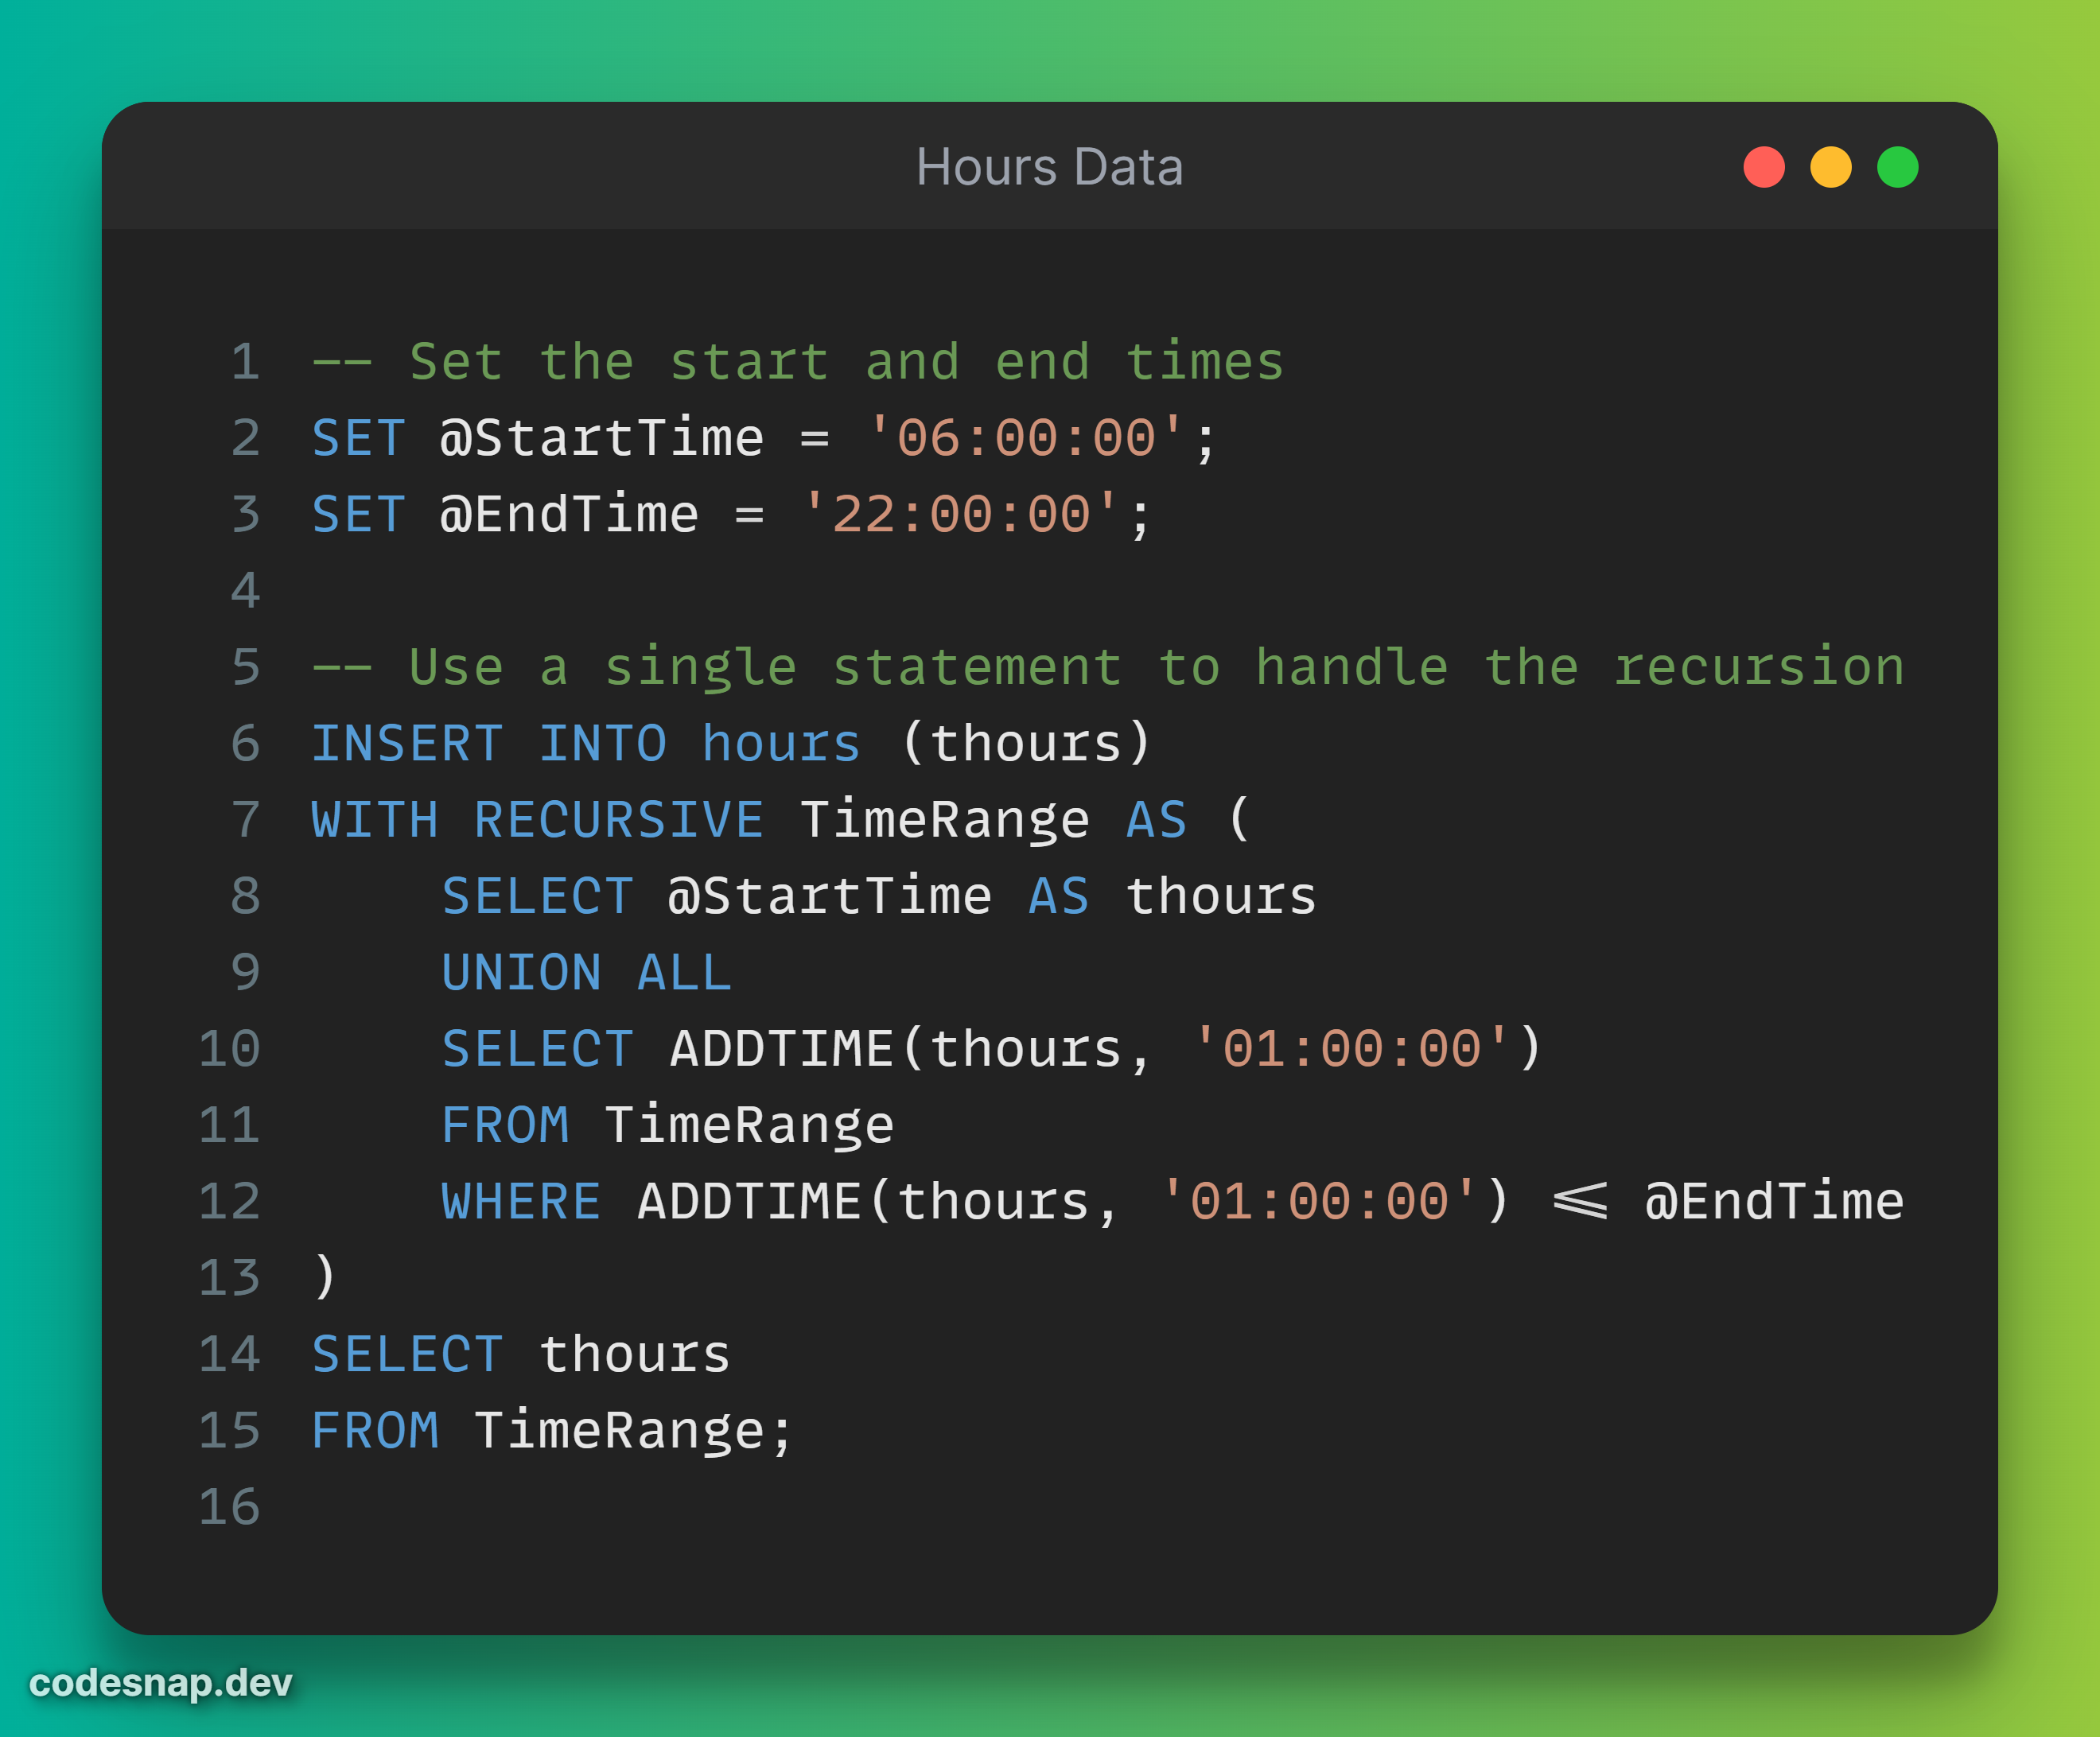 Hours Data
1 -- Set the start and end times
2 SET @StartTime = '06:00:00';
3 SET @EndTime = '22:00:00';
4
5 -- Use a single statement to handle the recursion
6 INSERT INTO hours (thours)
7 WITH RECURSIVE TimeRange AS (
8     SELECT @StartTime AS thours
9     UNION ALL
10     SELECT ADDTIME(thours, '01:00:00')
11     FROM TimeRange
12     WHERE ADDTIME(thours, '01:00:00') <= @EndTime
13 )
14 SELECT thours
15 FROM TimeRange;
16
codesnap.dev